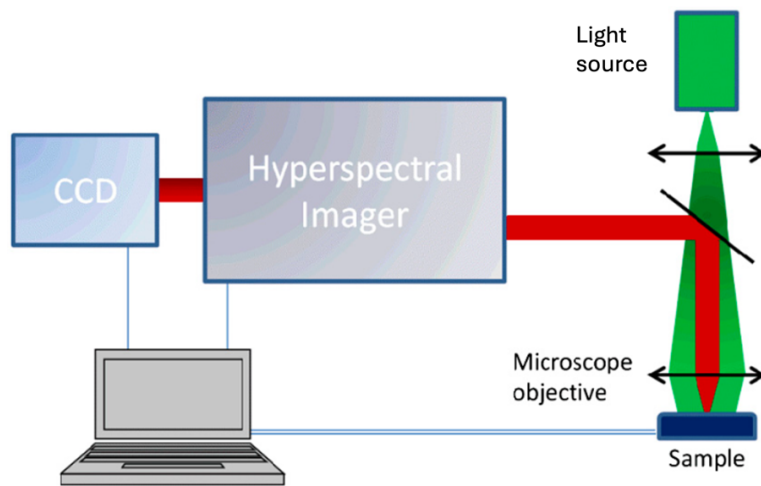 Light
source
CCD
Hyperspectral
Imager
Microscope
objective
Sample